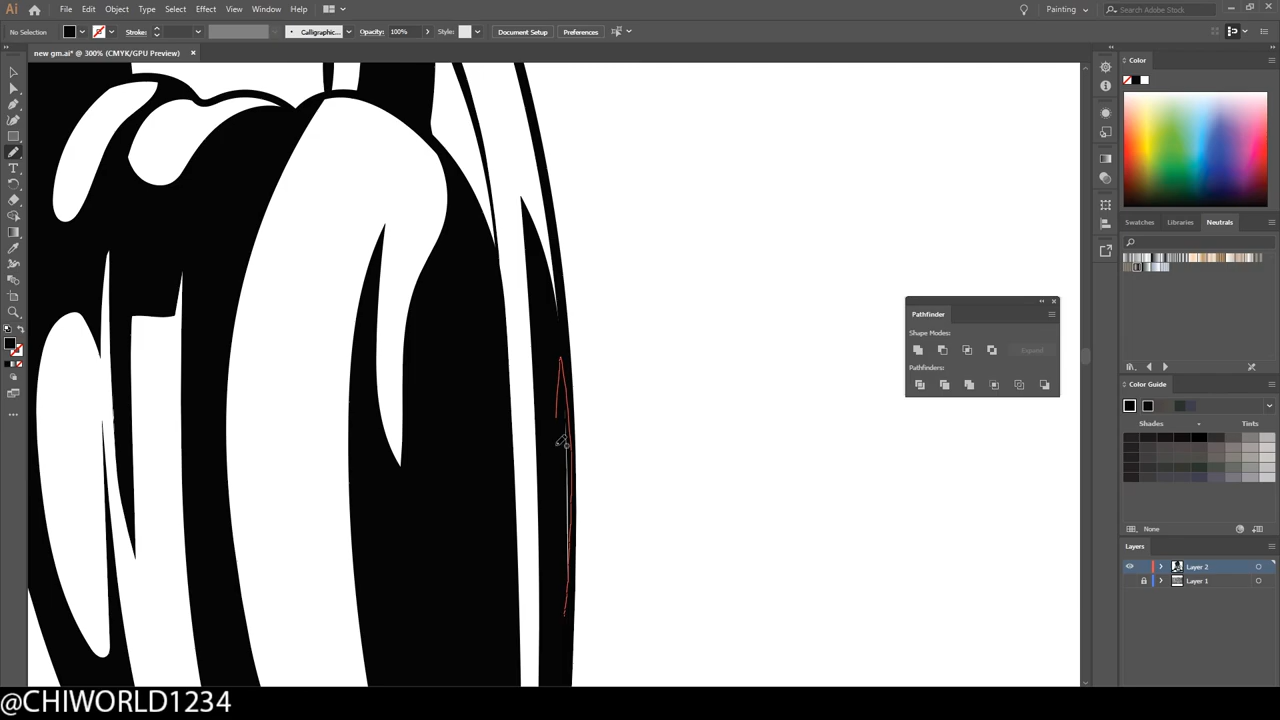 Ai
File
Edit
Object
Type
Select
Effect
View
Window
Help
Painting
Search Adobe Stock
No Selection
Stroke:
Calligraphic...
Opacity:
100%
Style:
Document Setup
Preferences
new gm.ai* @ 300% (CMYK/GPU Preview)
Color
Swatches
Libraries
Neutrals
Pathfinder
Shape Modes:
Expand
Pathfinders:
Color Guide
Shades
Tints
None
Layers
Layer 2
Layer 1
@CHIWORLD1234